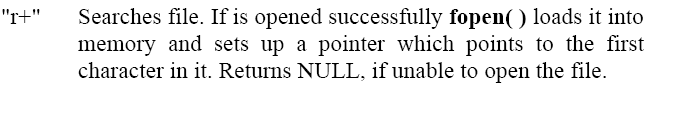 "r+" Searches file. If is opened successfully fopen( ) loads it into
memory and sets up a pointer which points to the first
character in it. Returns NULL, if unable to open the file.